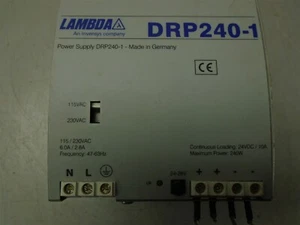 LAMBDA
An Invensys company
DRP240-1
Power Supply DRP240-1 - Made in Germany
CE
115VAC
230VAC
115 / 230VAC
Frequency: 47-63Hz
Continuous Loading: 24VDC / 10A
Maximum Power: 240W
N L
+ + - -